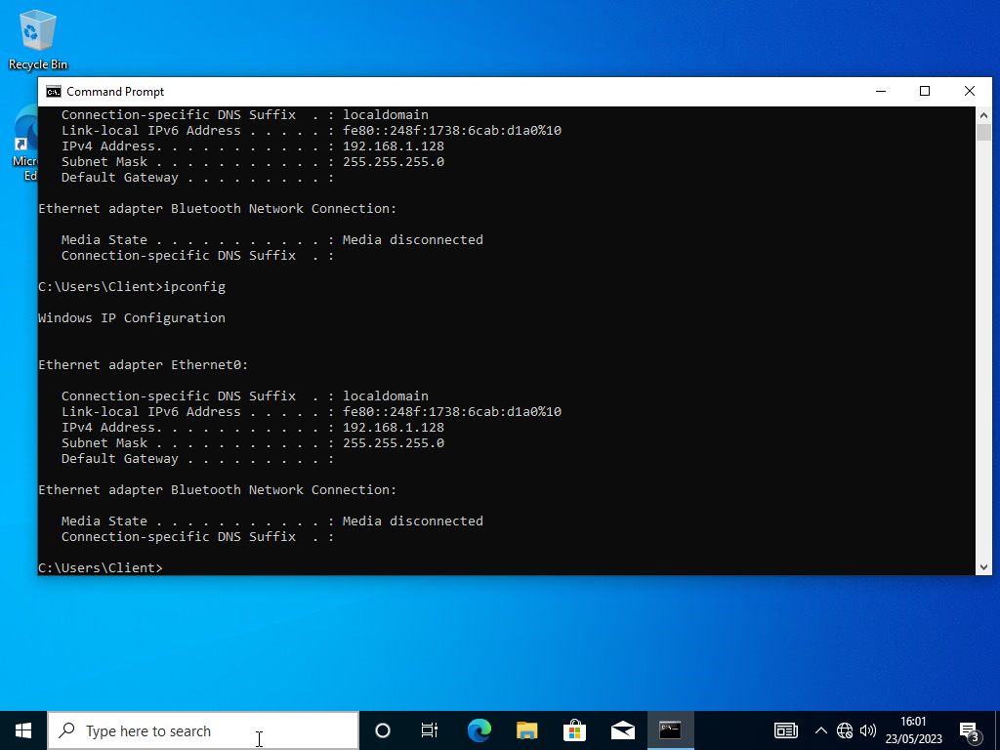 Recycle Bin
Micr
Ed
Command Prompt
Connection-specific DNS Suffix  . : localdomain
Link-local IPv6 Address . . . . . : fe80::248f:1738:6cab:d1a0%10
IPv4 Address. . . . . . . . . . . : 192.168.1.128
Subnet Mask . . . . . . . . . . . : 255.255.255.0
Default Gateway . . . . . . . . . :
Ethernet adapter Bluetooth Network Connection:
Media State . . . . . . . . . . . : Media disconnected
Connection-specific DNS Suffix  . :
C:\Users\Client>ipconfig
Windows IP Configuration
Ethernet adapter Ethernet0:
Connection-specific DNS Suffix  . : localdomain
Link-local IPv6 Address . . . . . : fe80::248f:1738:6cab:d1a0%10
IPv4 Address. . . . . . . . . . . : 192.168.1.128
Subnet Mask . . . . . . . . . . . : 255.255.255.0
Default Gateway . . . . . . . . . :
Ethernet adapter Bluetooth Network Connection:
Media State . . . . . . . . . . . : Media disconnected
Connection-specific DNS Suffix  . :
C:\Users\Client>
Type here to search
16:01
23/05/2023
3